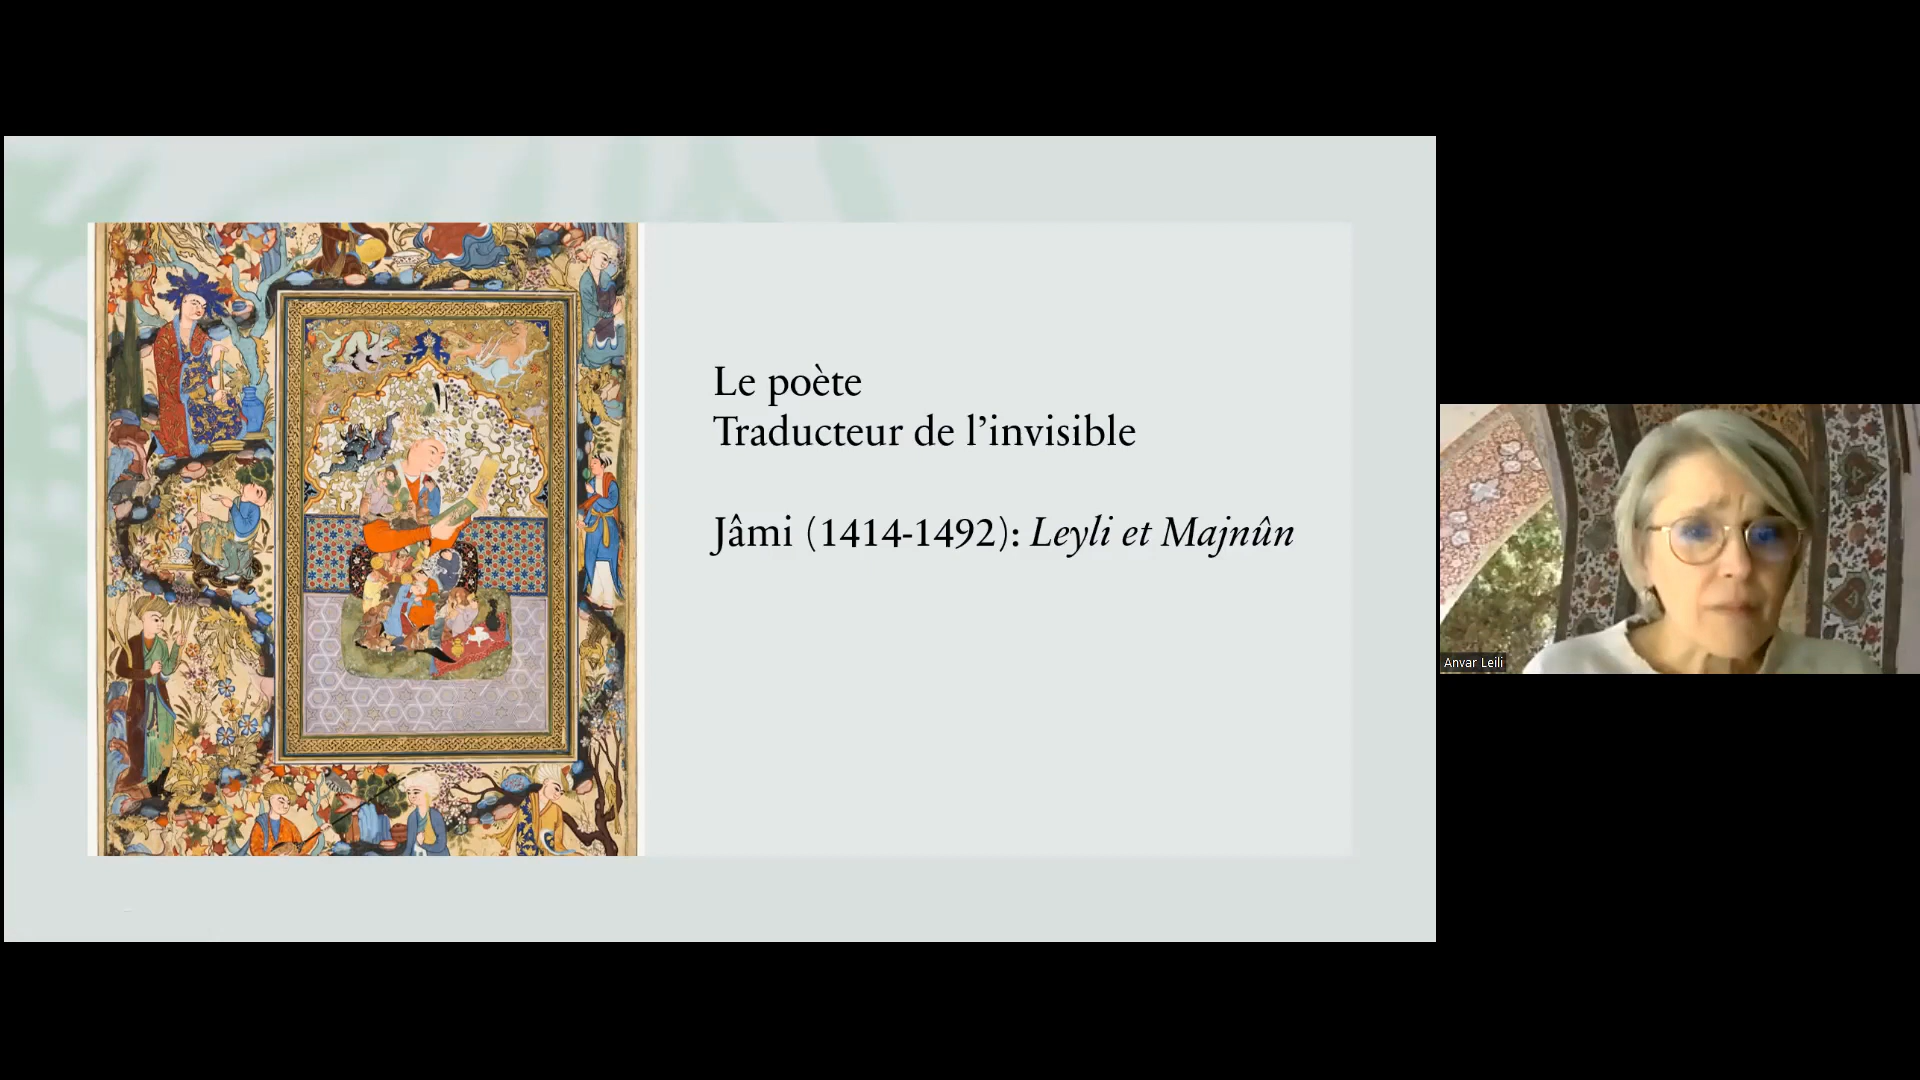 Le poète
Traducteur de l’invisible
Jâmi (1414-1492): Leyli et Majnûn
Anvar Leili